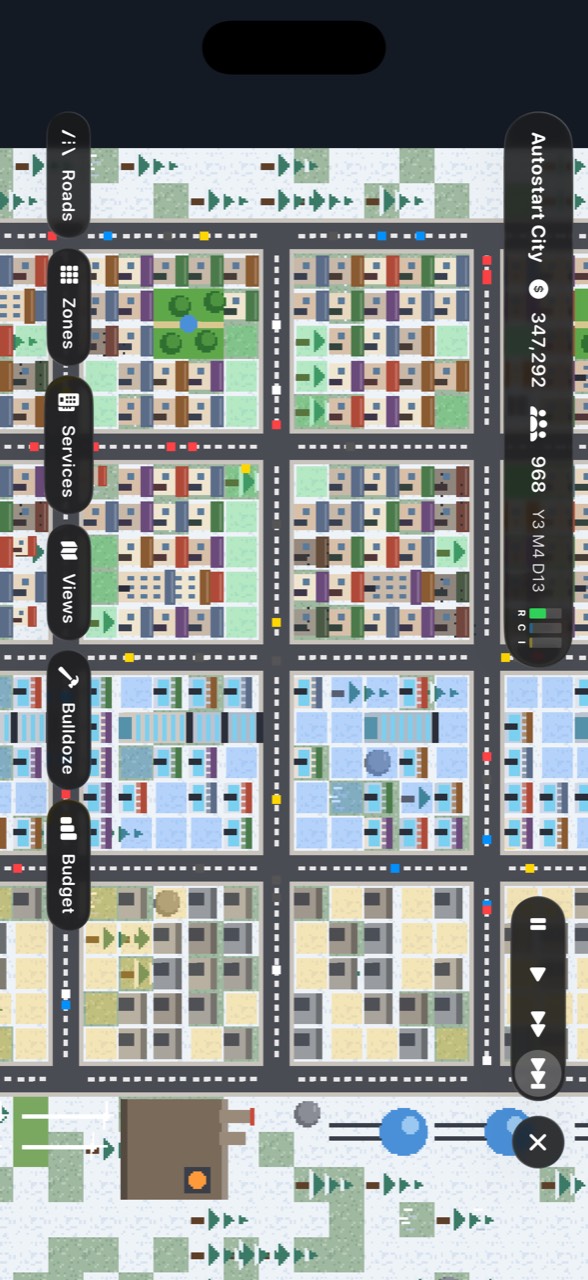 Autostart City $ 347,292 968 Y3 M4 D13
R
C
I
Roads
Zones
Services
Views
Bulldoze
Budget